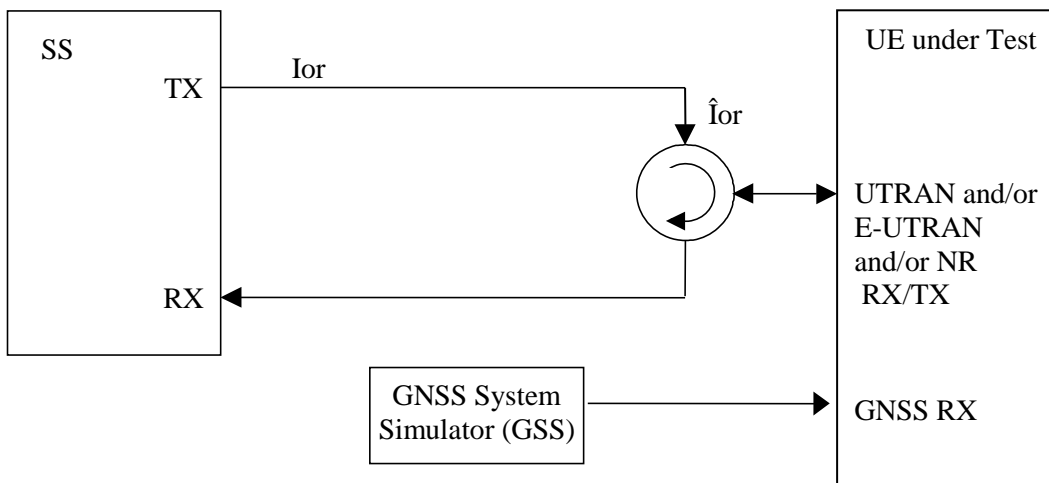 SS
TX
RX
Ior
Îor
UE under Test
UTRAN and/or
E-UTRAN
and/or NR
RX/TX
GNSS RX
GNSS System
Simulator (GSS)